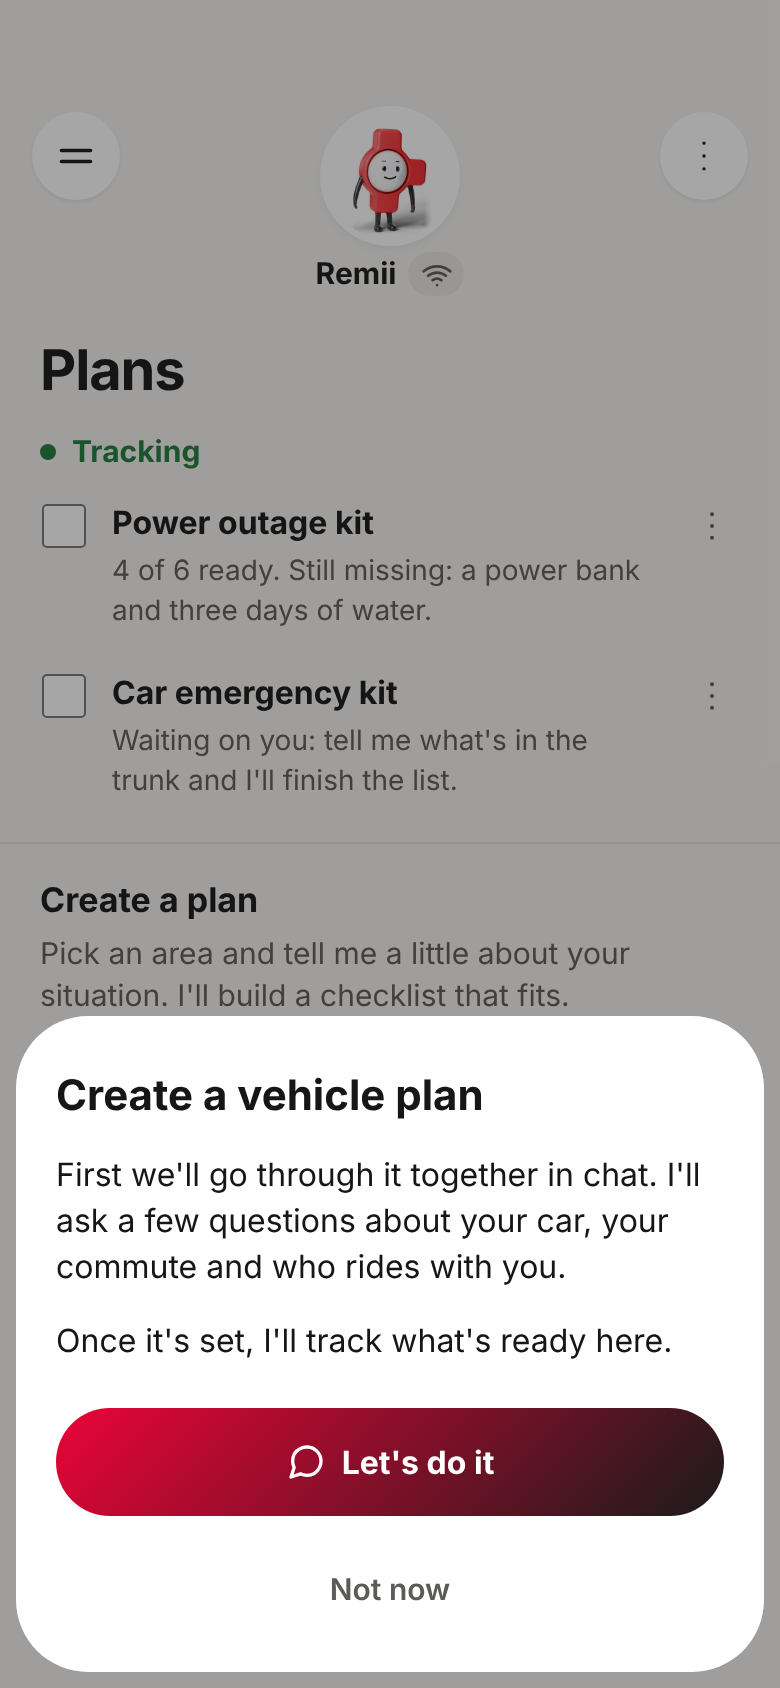 Remii
Plans
Tracking
Power outage kit
4 of 6 ready. Still missing: a power bank
and three days of water.
Car emergency kit
Waiting on you: tell me what's in the
trunk and I'll finish the list.
Create a plan
Pick an area and tell me a little about your
situation. I'll build a checklist that fits.
Create a vehicle plan
First we'll go through it together in chat. I'll
ask a few questions about your car, your
commute and who rides with you.
Once it's set, I'll track what's ready here.
Let's do it
Not now